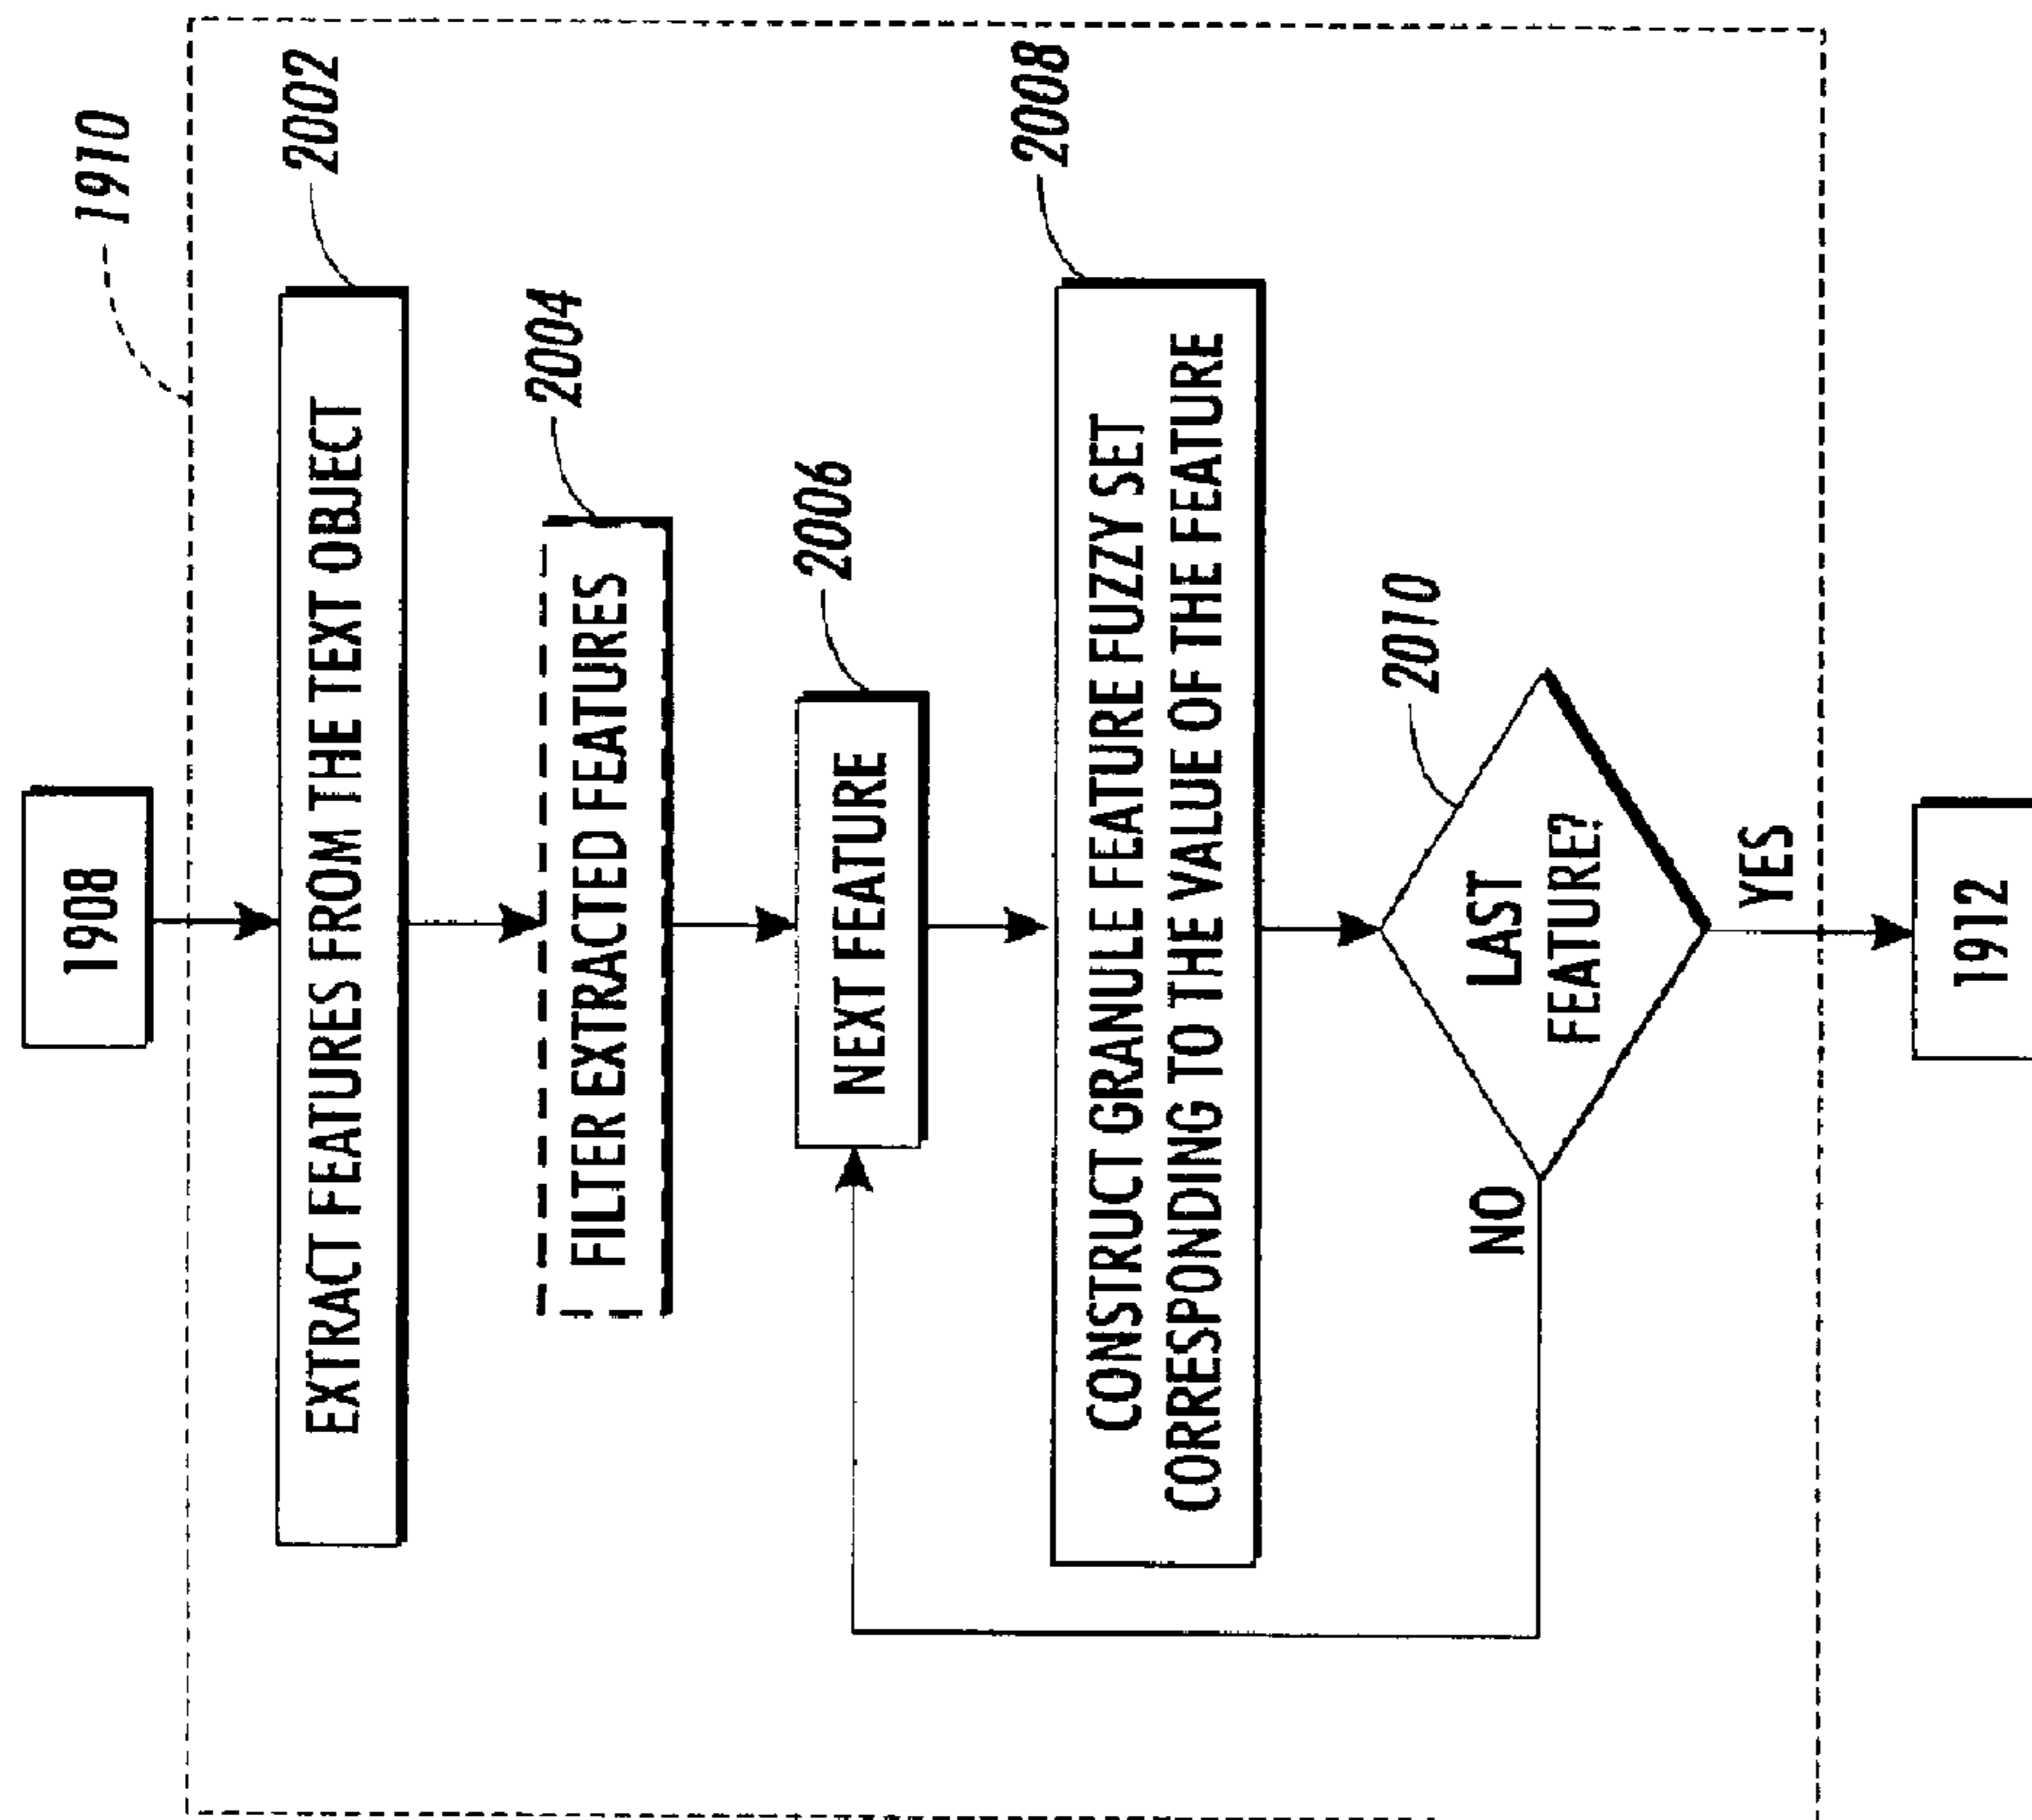 1908
1910
EXTRACT FEATURES FROM THE TEXT OBJECT
2002
FILTER EXTRACTED FEATURES
2004
NEXT FEATURE
2006
CONSTRUCT GRANULE FEATURE FUZZY SET
CORRESPONDING TO THE VALUE OF THE FEATURE
2008
LAST
FEATURE?
2010
NO
YES
1912